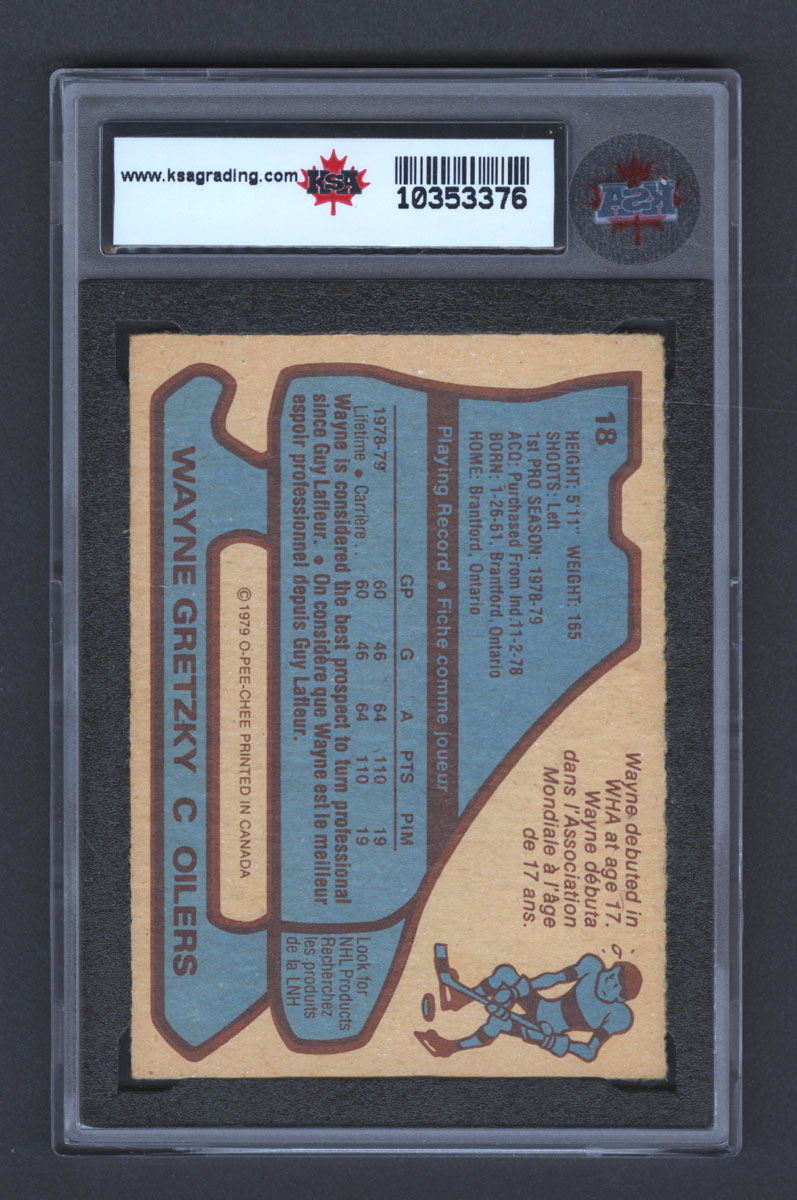 www.ksagrading.com
KSA
10353376
KSA
18
HEIGHT: 5'11" WEIGHT: 165
SHOOTS: Left
1st PRO SEASON: 1978-79
ACQ: Purchased From Ind. 11-2-78
BORN: 1-26-61, Brantford, Ontario
HOME: Brantford, Ontario
Wayne debuted in
WHA at age 17.
Wayne débuta
dans l'Association
Mondiale à l'âge
de 17 ans.
Playing Record • Fiche comme joueur
GP G A PTS PIM
1978-79 60 46 64 110 19
Lifetime • Carrière . . 60 46 64 110 19
Wayne is considered the best prospect to turn professional
since Guy Lafleur. • On considère que Wayne est le meilleur
espoir professionnel depuis Guy Lafleur.
Look for
NHL Products
Recherchez
les produits
de la LNH
© 1979 O-PEE-CHEE PRINTED IN CANADA
WAYNE GRETZKY C OILERS